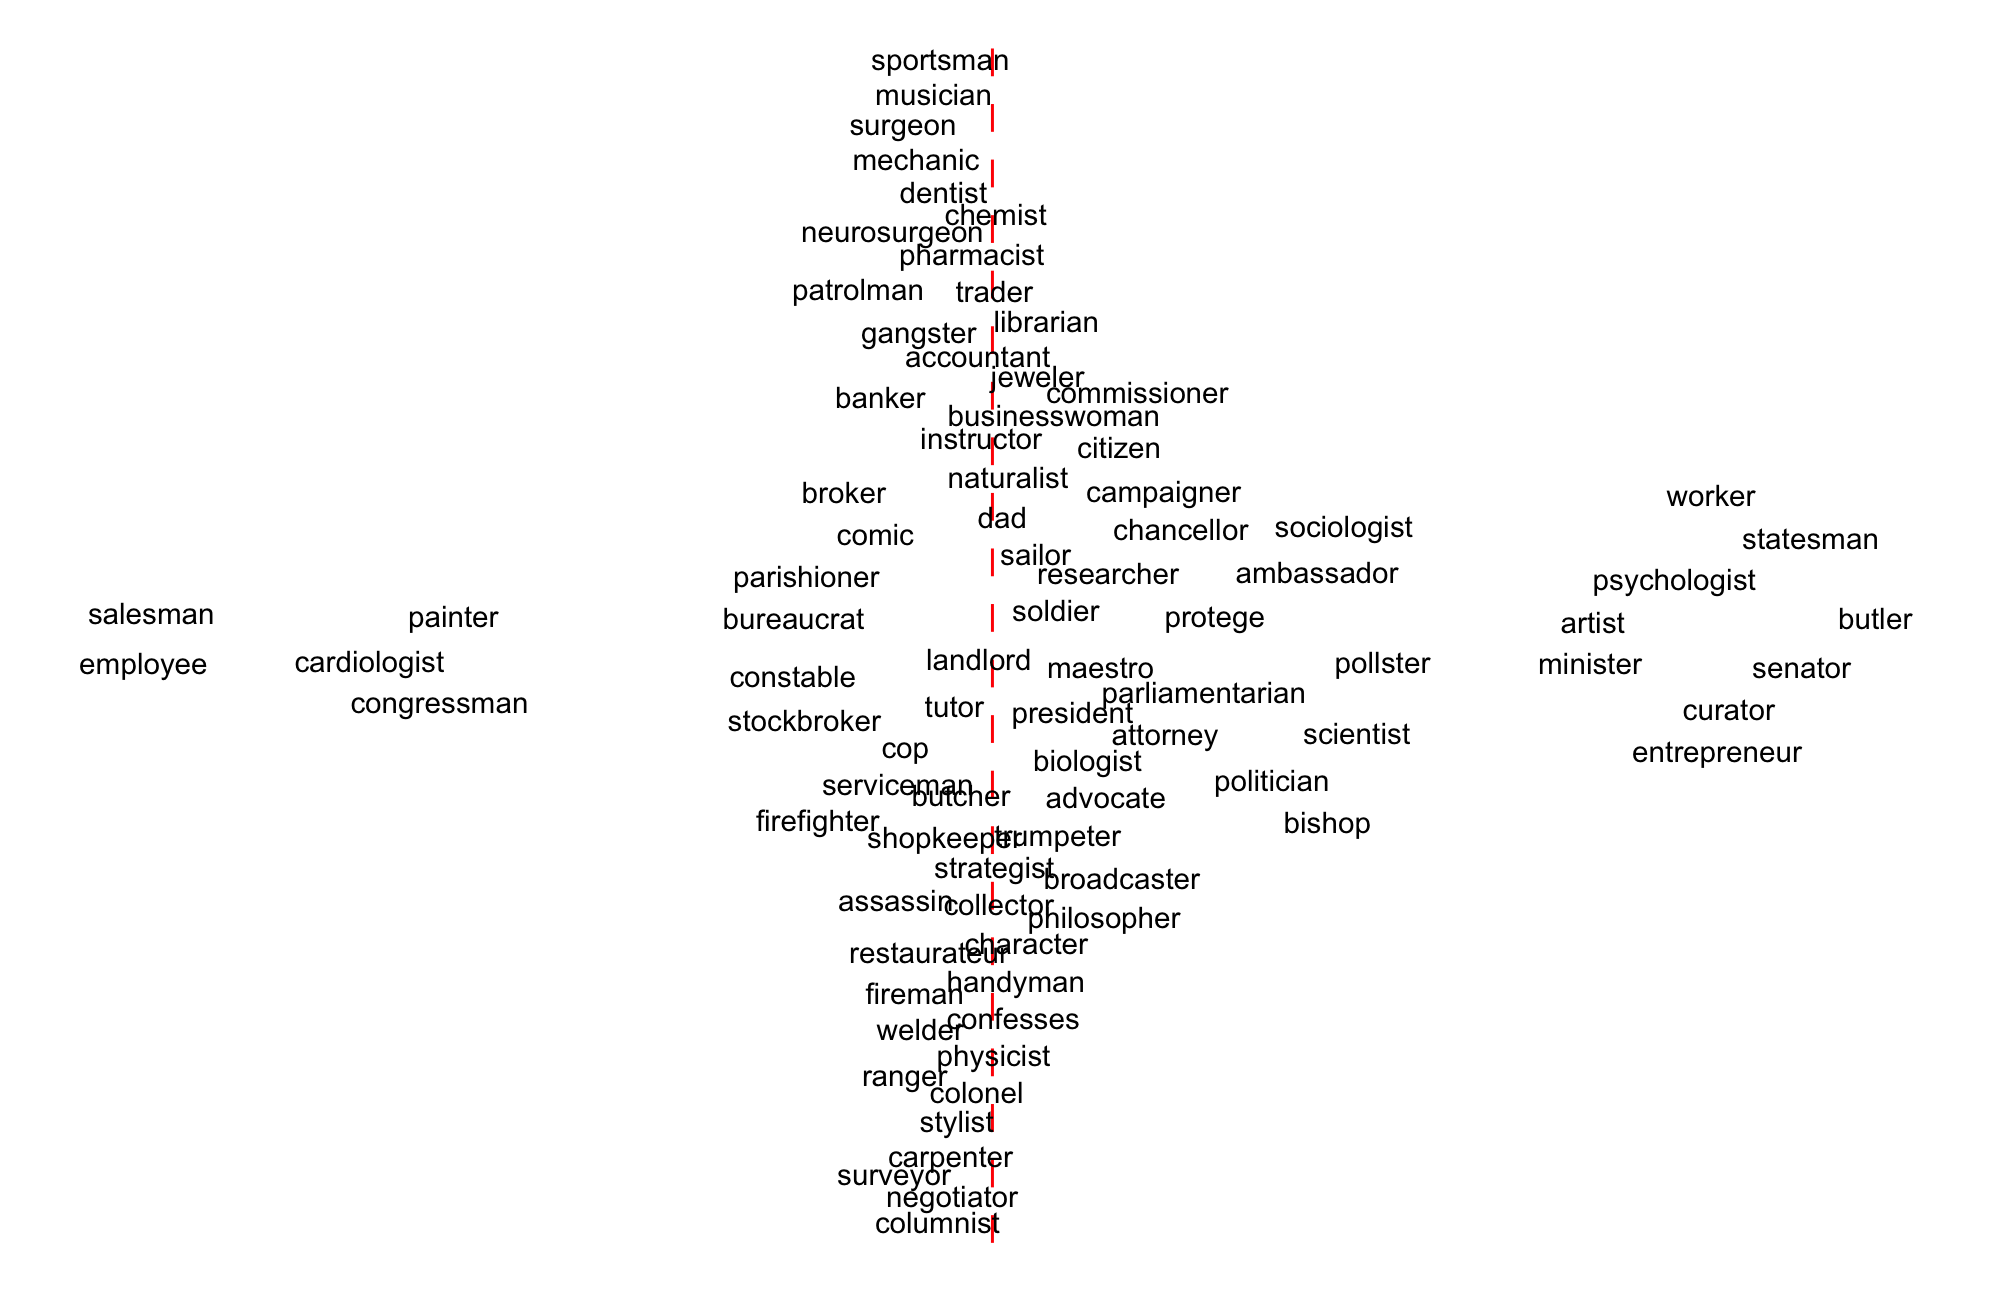 sportsman
musician
surgeon
mechanic
dentist
chemist
neurosurgeon
pharmacist
patrolman
trader
librarian
gangster
accountant
jeweler
commissioner
banker
businesswoman
instructor
citizen
naturalist
broker
campaigner
worker
dad
comic
chancellor
sociologist
statesman
sailor
parishioner
researcher
ambassador
psychologist
salesman
painter
bureaucrat
soldier
protege
artist
butler
employee
cardiologist
landlord
maestro
pollster
minister
senator
constable
congressman
parliamentarian
tutor
president
curator
stockbroker
attorney
scientist
cop
biologist
entrepreneur
serviceman
politician
butcher
advocate
firefighter
bishop
shopkeeper
trumpeter
strategist
broadcaster
assassin
collector
philosopher
character
restaurateur
handyman
fireman
confesses
welder
physicist
ranger
colonel
stylist
carpenter
surveyor
negotiator
columnist